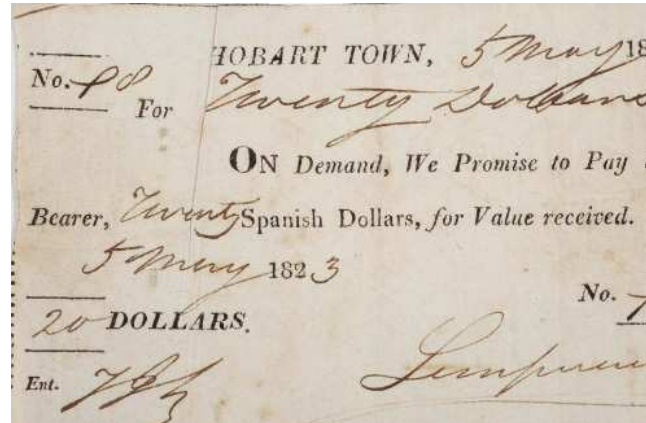 HOBART TOWN, 5 May 18
No. 98
For Twenty Dollars
ON Demand, We Promise to Pay
Bearer, Twenty Spanish Dollars, for Value received.
5 May 1823
No.
20 DOLLARS.
Ent.